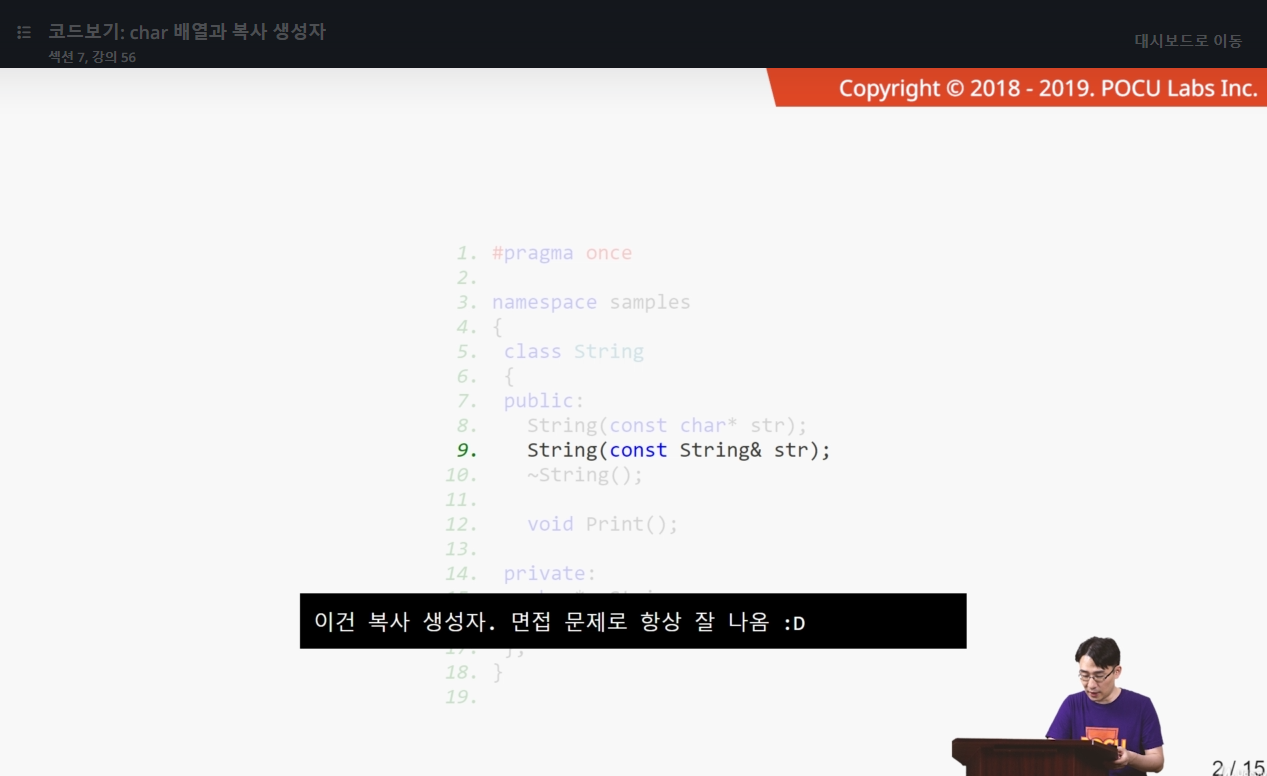 코드보기: char 배열과 복사 생성자
섹션 7, 강의 56
대시보드로 이동
Copyright © 2018 - 2019. POCU Labs Inc.
1. #pragma once
2.
3. namespace samples
4. {
5. class String
6. {
7. public:
8. String(const char* str);
9. String(const String& str);
10. ~String();
11.
12. void Print();
13.
14. private:
이건 복사 생성자. 면접 문제로 항상 잘 나옴 :D
17. };
18. }
19.
POCU
2 / 15